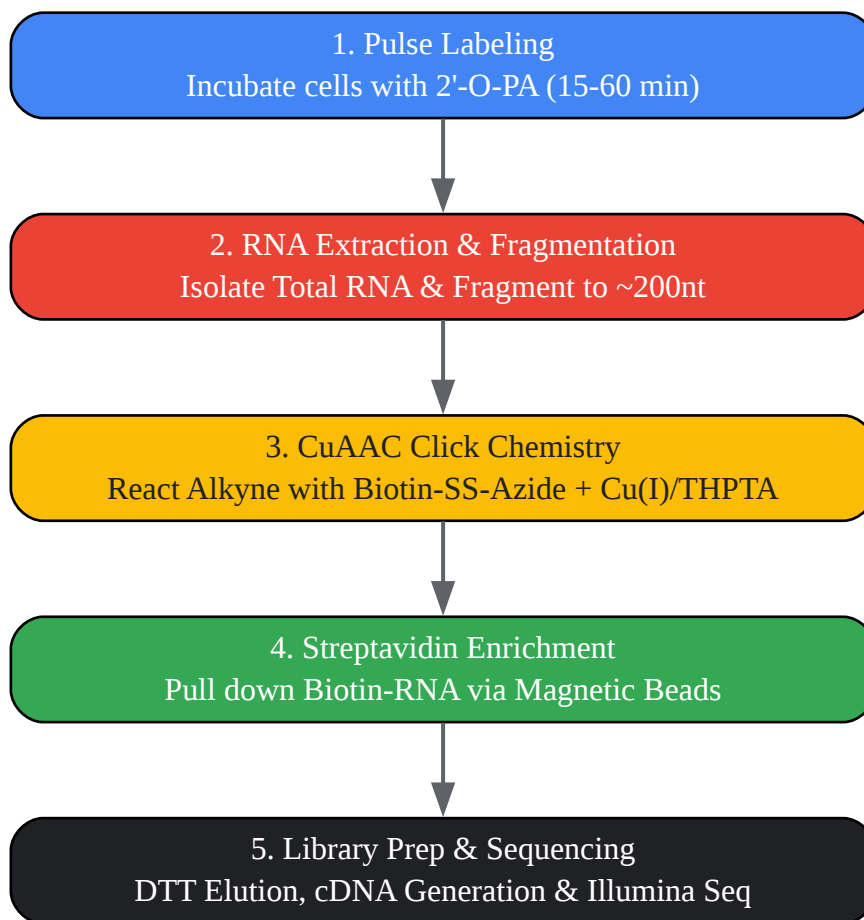 1. Pulse Labeling
Incubate cells with 2'-O-PA (15-60 min)
2. RNA Extraction & Fragmentation
Isolate Total RNA & Fragment to ~200nt
3. CuAAC Click Chemistry
React Alkyne with Biotin-SS-Azide + Cu(I)/THPTA
4. Streptavidin Enrichment
Pull down Biotin-RNA via Magnetic Beads
5. Library Prep & Sequencing
DTT Elution, cDNA Generation & Illumina Seq